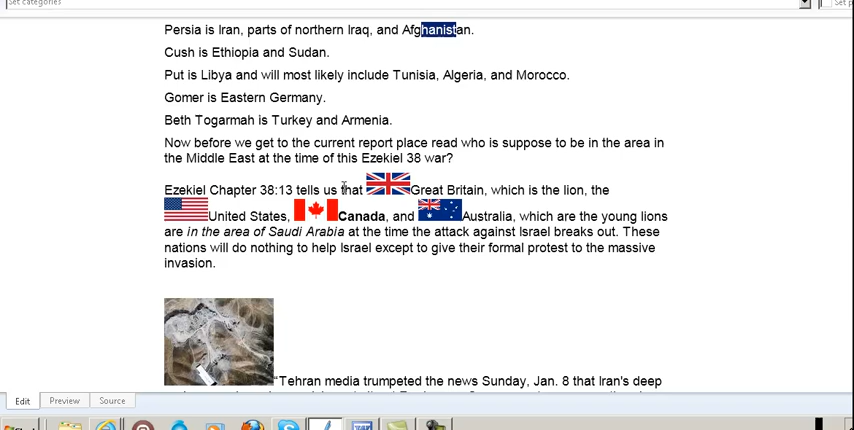 Set categories
Set p
Persia is Iran, parts of northern Iraq, and Afghanistan.
Cush is Ethiopia and Sudan.
Put is Libya and will most likely include Tunisia, Algeria, and Morocco.
Gomer is Eastern Germany.
Beth Togarmah is Turkey and Armenia.
Now before we get to the current report place read who is suppose to be in the area in
the Middle East at the time of this Ezekiel 38 war?
Ezekiel Chapter 38:13 tells us that Great Britain, which is the lion, the
United States, Canada, and Australia, which are the young lions
are in the area of Saudi Arabia at the time the attack against Israel breaks out. These
nations will do nothing to help Israel except to give their formal protest to the massive
invasion.
“Tehran media trumpeted the news Sunday, Jan. 8 that Iran's deep
Edit Preview Source